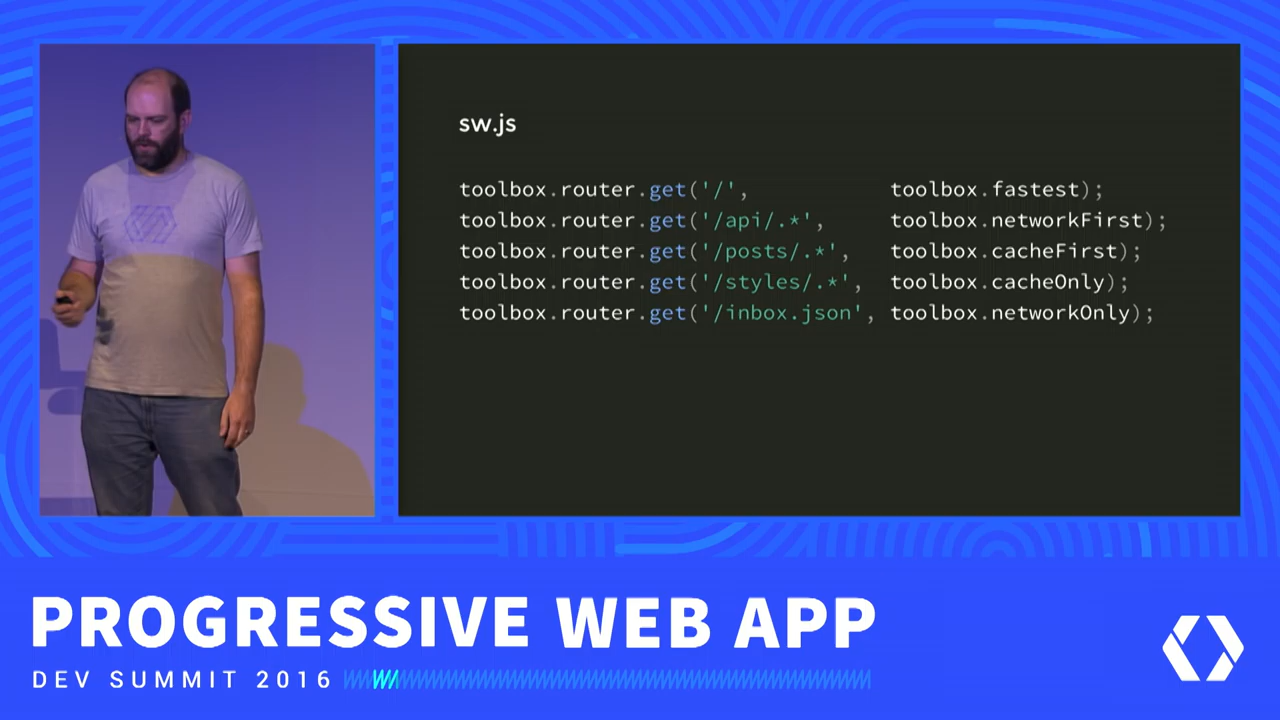 sw.js
toolbox.router.get('/',           toolbox.fastest);
toolbox.router.get('/api/.*',     toolbox.networkFirst);
toolbox.router.get('/posts/.*',   toolbox.cacheFirst);
toolbox.router.get('/styles/.*',  toolbox.cacheOnly);
toolbox.router.get('/inbox.json', toolbox.networkOnly);
PROGRESSIVE WEB APP
DEV SUMMIT 2016